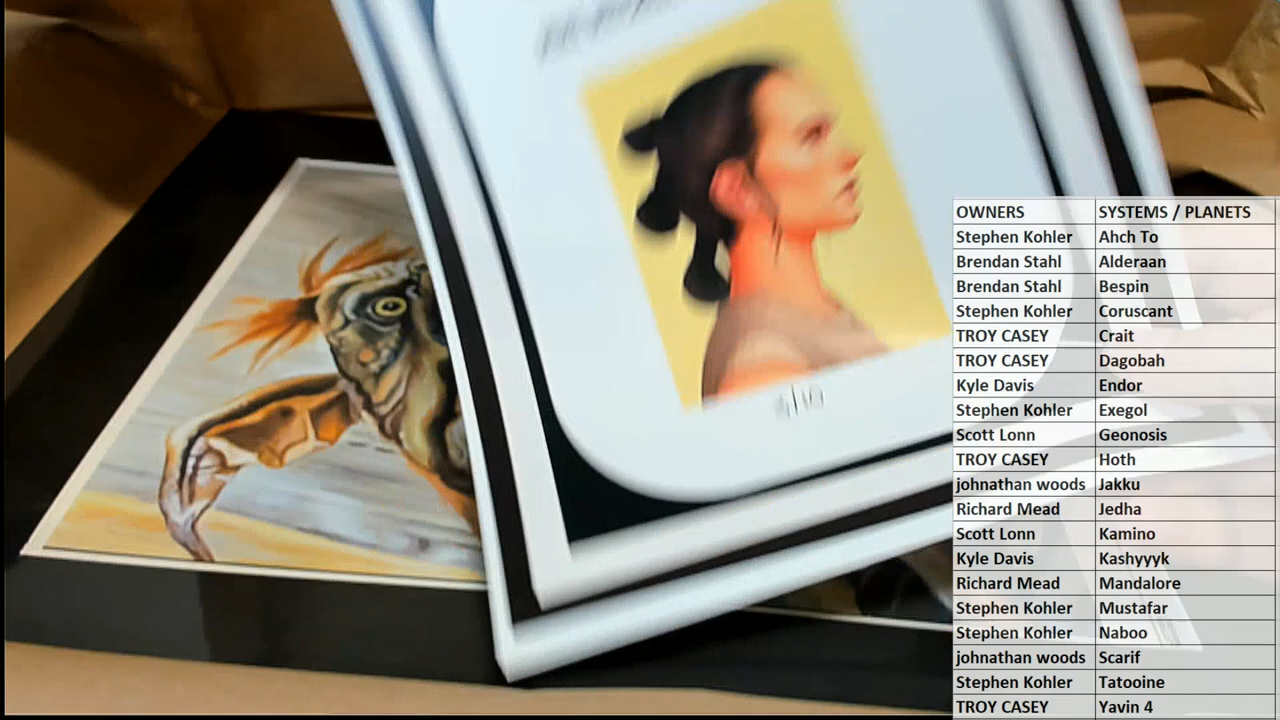 OWNERS SYSTEMS / PLANETS
Stephen Kohler Ahch To
Brendan Stahl Alderaan
Brendan Stahl Bespin
Stephen Kohler Coruscant
TROY CASEY Crait
TROY CASEY Dagobah
Kyle Davis Endor
Stephen Kohler Exegol
Scott Lonn Geonosis
TROY CASEY Hoth
johnathan woods Jakku
Richard Mead Jedha
Scott Lonn Kamino
Kyle Davis Kashyyyk
Richard Mead Mandalore
Stephen Kohler Mustafar
Stephen Kohler Naboo
johnathan woods Scarif
Stephen Kohler Tatooine
TROY CASEY Yavin 4